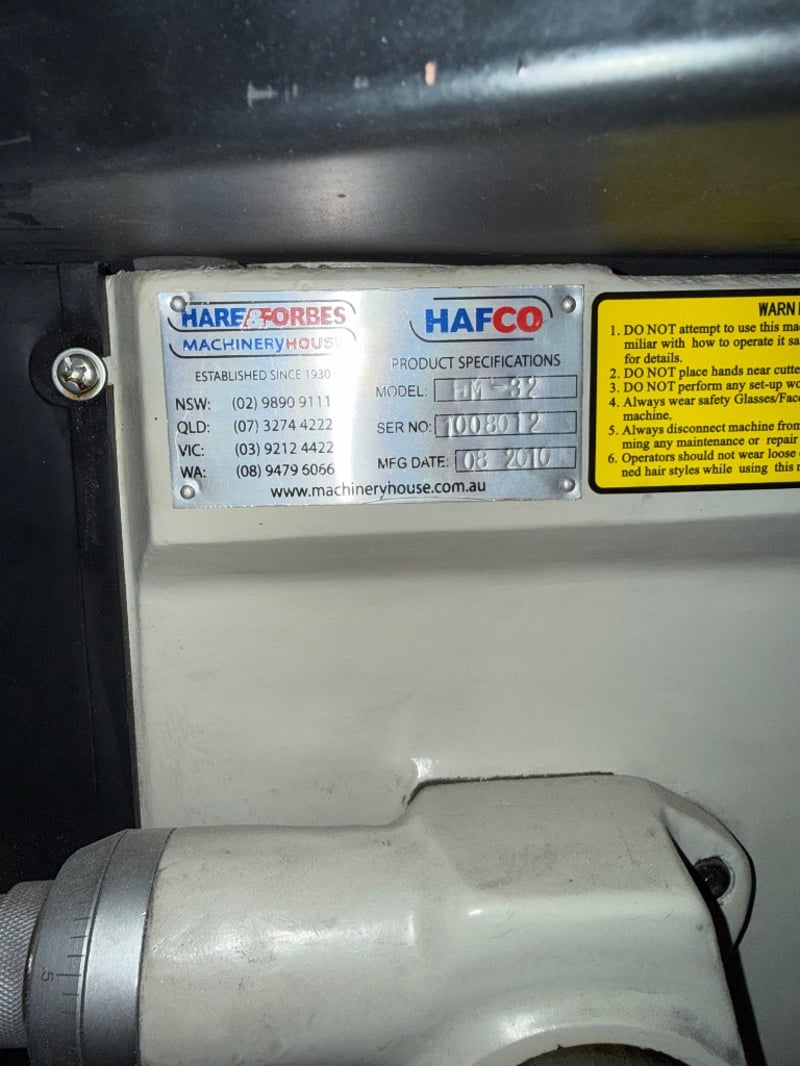 HARE & FORBES
MACHINERYHOUSE
ESTABLISHED SINCE 1930
NSW: (02) 9890 9111
QLD: (07) 3274 4222
VIC: (03) 9212 4422
WA: (08) 9479 6066
www.machineryhouse.com.au
HAFCO
PRODUCT SPECIFICATIONS
MODEL: HM-32
SER NO: 1008012
MFG DATE: 08 2010
WARNI
1. DO NOT attempt to use this mac
miliar with how to operate it sa
for details.
2. DO NOT place hands near cutte
3. DO NOT perform any set-up wo
4. Always wear safety Glasses/Face
machine.
5. Always disconnect machine from
ming any maintenance or repair
6. Operators should not wear loose
ned hair styles while using this m
5